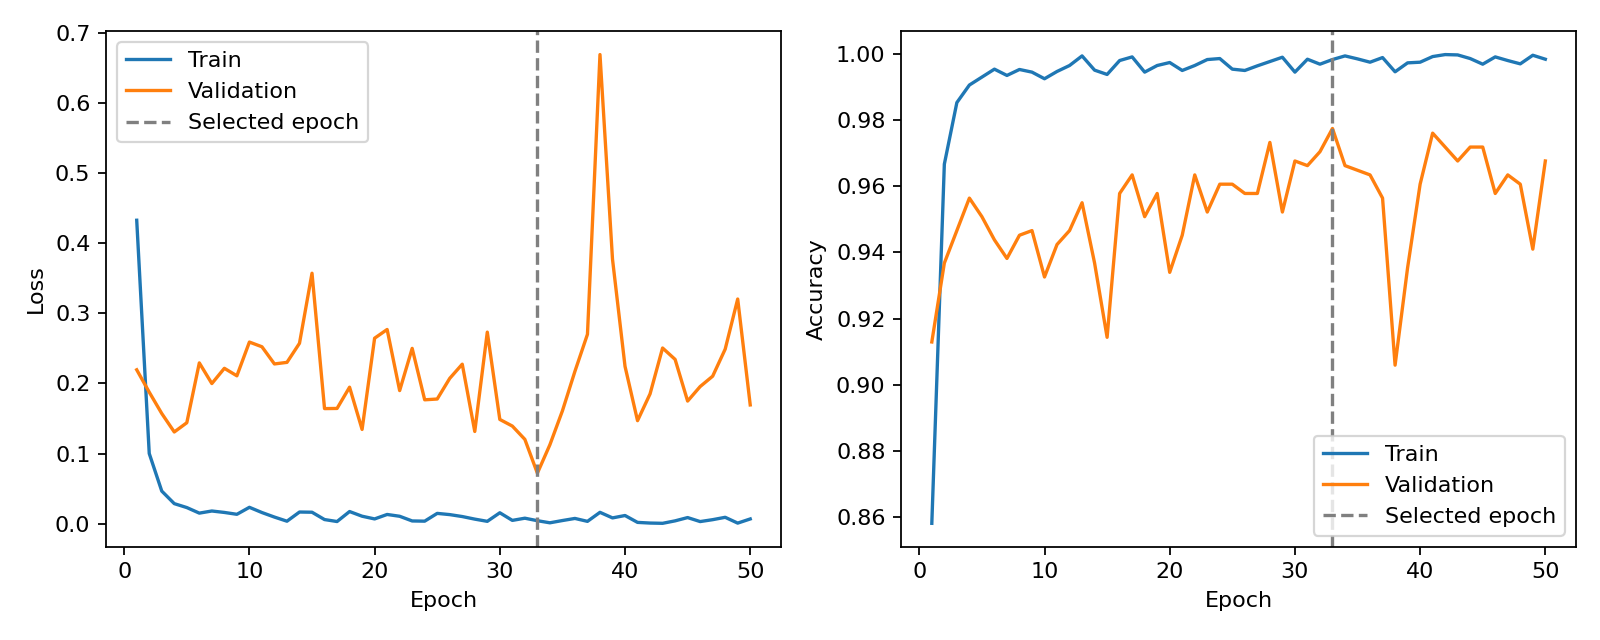 0.7
0.6
0.5
0.4
0.3
0.2
0.1
0.0
Loss
Train
Validation
Selected epoch
0 10 20 30 40 50
Epoch
1.00
0.98
0.96
0.94
0.92
0.90
0.88
0.86
Accuracy
Train
Validation
Selected epoch
0 10 20 30 40 50
Epoch